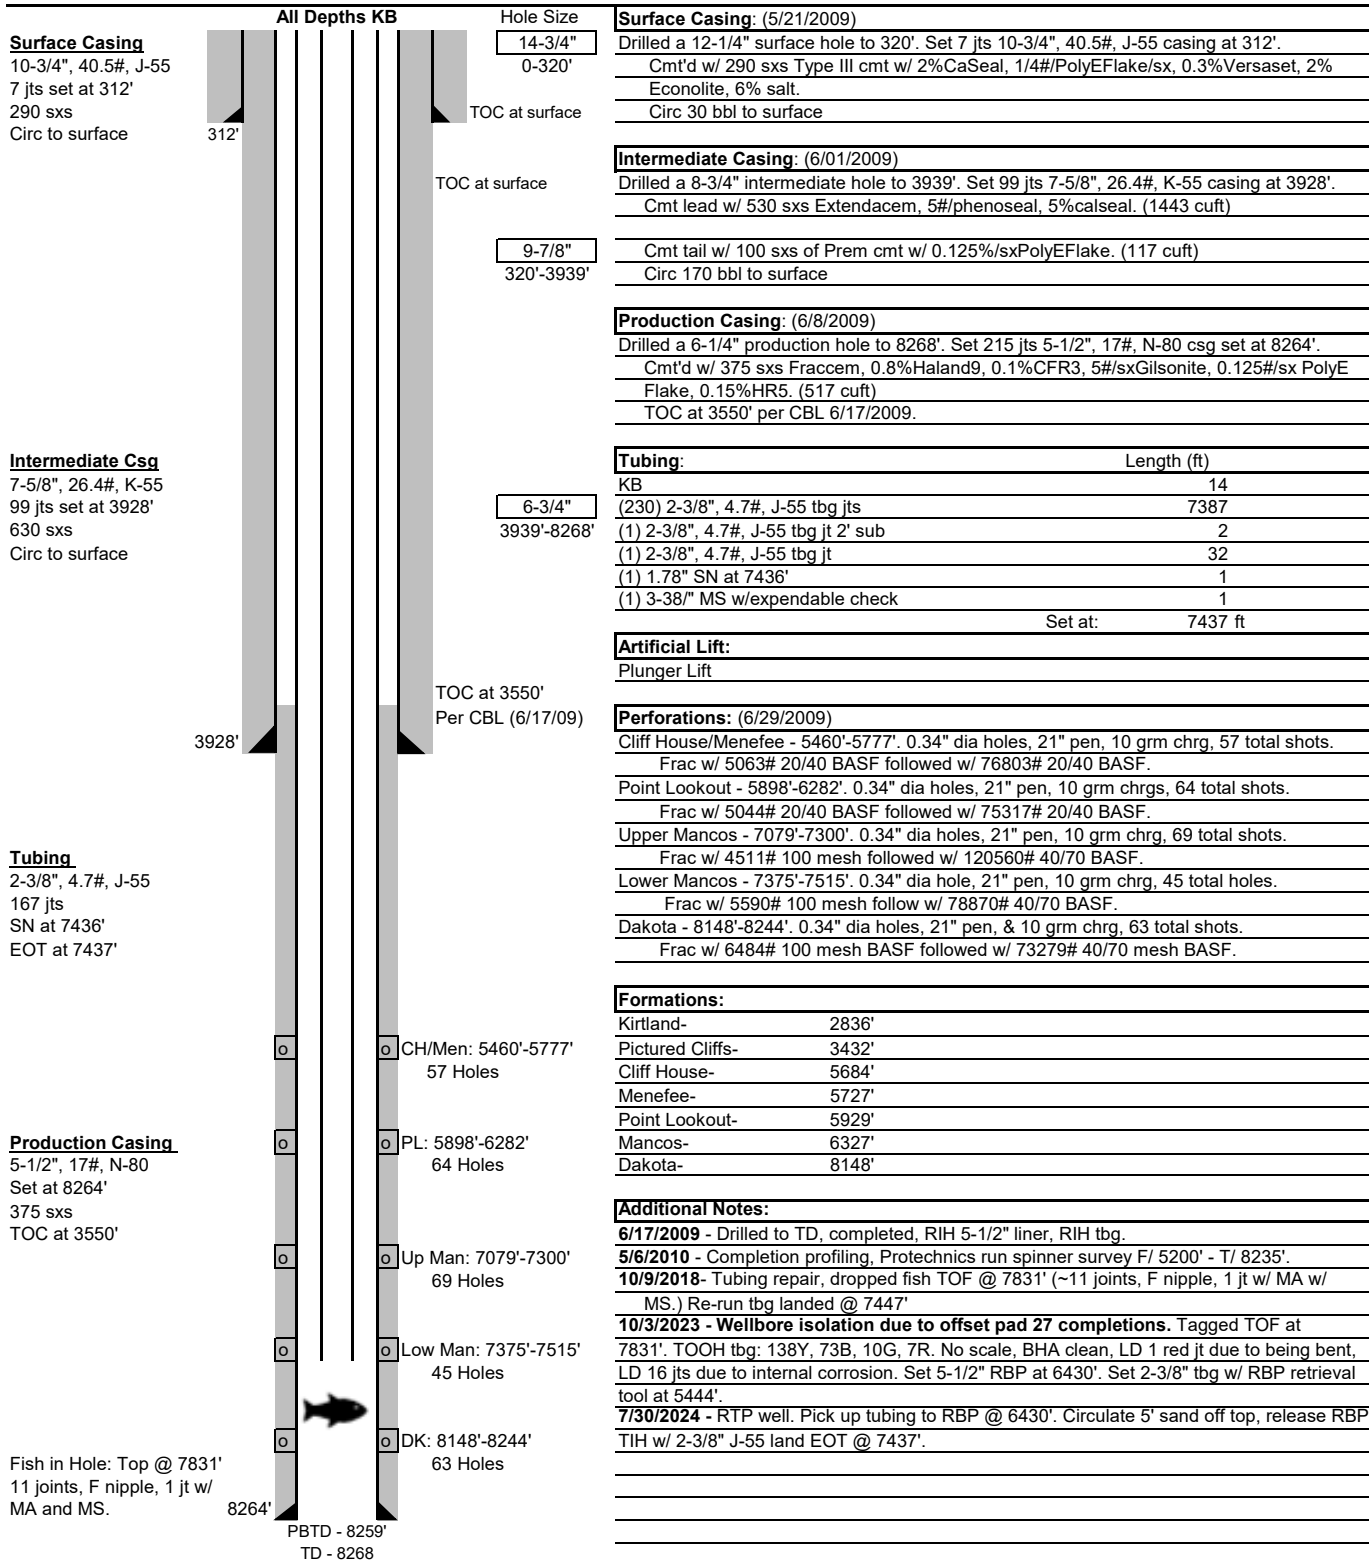 All Depths KB
Hole Size
Surface Casing
10-3/4", 40.5#, J-55
7 jts set at 312'
290 sxs
Circ to surface
312'
14-3/4"
0-320'
TOC at surface
TOC at surface
9-7/8"
320'-3939'
Intermediate Csg
7-5/8", 26.4#, K-55
99 jts set at 3928'
630 sxs
Circ to surface
6-3/4"
3939'-8268'
TOC at 3550'
Per CBL (6/17/09)
3928'
Tubing
2-3/8", 4.7#, J-55
167 jts
SN at 7436'
EOT at 7437'
o o CH/Men: 5460'-5777'
57 Holes
Production Casing
5-1/2", 17#, N-80
Set at 8264'
375 sxs
TOC at 3550'
o o PL: 5898'-6282'
64 Holes
o o Up Man: 7079'-7300'
69 Holes
o o Low Man: 7375'-7515'
45 Holes
o o DK: 8148'-8244'
63 Holes
Fish in Hole: Top @ 7831'
11 joints, F nipple, 1 jt w/
MA and MS.
8264'
PBTD - 8259'
TD - 8268
Surface Casing: (5/21/2009)
Drilled a 12-1/4" surface hole to 320'. Set 7 jts 10-3/4", 40.5#, J-55 casing at 312'.
Cmt'd w/ 290 sxs Type III cmt w/ 2%CaSeal, 1/4#/PolyEFlake/sx, 0.3%Versaset, 2%
Econolite, 6% salt.
Circ 30 bbl to surface
Intermediate Casing: (6/01/2009)
Drilled a 8-3/4" intermediate hole to 3939'. Set 99 jts 7-5/8", 26.4#, K-55 casing at 3928'.
Cmt lead w/ 530 sxs Extendacem, 5#/phenoseal, 5%calseal. (1443 cuft)
Cmt tail w/ 100 sxs of Prem cmt w/ 0.125%/sxPolyEFlake. (117 cuft)
Circ 170 bbl to surface
Production Casing: (6/8/2009)
Drilled a 6-1/4" production hole to 8268'. Set 215 jts 5-1/2", 17#, N-80 csg set at 8264'.
Cmt'd w/ 375 sxs Fraccem, 0.8%Haland9, 0.1%CFR3, 5#/sxGilsonite, 0.125#/sx PolyE
Flake, 0.15%HR5. (517 cuft)
TOC at 3550' per CBL 6/17/2009.
Tubing: Length (ft)
KB 14
(230) 2-3/8", 4.7#, J-55 tbg jts 7387
(1) 2-3/8", 4.7#, J-55 tbg jt 2' sub 2
(1) 2-3/8", 4.7#, J-55 tbg jt 32
(1) 1.78" SN at 7436' 1
(1) 3-38/" MS w/expendable check 1
Set at: 7437 ft
Artificial Lift:
Plunger Lift
Perforations: (6/29/2009)
Cliff House/Menefee - 5460'-5777'. 0.34" dia holes, 21" pen, 10 grm chrg, 57 total shots.
Frac w/ 5063# 20/40 BASF followed w/ 76803# 20/40 BASF.
Point Lookout - 5898'-6282'. 0.34" dia holes, 21" pen, 10 grm chrgs, 64 total shots.
Frac w/ 5044# 20/40 BASF followed w/ 75317# 20/40 BASF.
Upper Mancos - 7079'-7300'. 0.34" dia holes, 21" pen, 10 grm chrg, 69 total shots.
Frac w/ 4511# 100 mesh followed w/ 120560# 40/70 BASF.
Lower Mancos - 7375'-7515'. 0.34" dia hole, 21" pen, 10 grm chrg, 45 total holes.
Frac w/ 5590# 100 mesh follow w/ 78870# 40/70 BASF.
Dakota - 8148'-8244'. 0.34" dia holes, 21" pen, & 10 grm chrg, 63 total shots.
Frac w/ 6484# 100 mesh BASF followed w/ 73279# 40/70 mesh BASF.
Formations:
Kirtland- 2836'
Pictured Cliffs- 3432'
Cliff House- 5684'
Menefee- 5727'
Point Lookout- 5929'
Mancos- 6327'
Dakota- 8148'
Additional Notes:
6/17/2009 - Drilled to TD, completed, RIH 5-1/2" liner, RIH tbg.
5/6/2010 - Completion profiling, Protechnics run spinner survey F/ 5200' - T/ 8235'.
10/9/2018- Tubing repair, dropped fish TOF @ 7831' (~11 joints, F nipple, 1 jt w/ MA w/
MS.) Re-run tbg landed @ 7447'
10/3/2023 - Wellbore isolation due to offset pad 27 completions. Tagged TOF at
7831'. TOOH tbg: 138Y, 73B, 10G, 7R. No scale, BHA clean, LD 1 red jt due to being bent,
LD 16 jts due to internal corrosion. Set 5-1/2" RBP at 6430'. Set 2-3/8" tbg w/ RBP retrieval
tool at 5444'.
7/30/2024 - RTP well. Pick up tubing to RBP @ 6430'. Circulate 5' sand off top, release RBP
TIH w/ 2-3/8" J-55 land EOT @ 7437'.